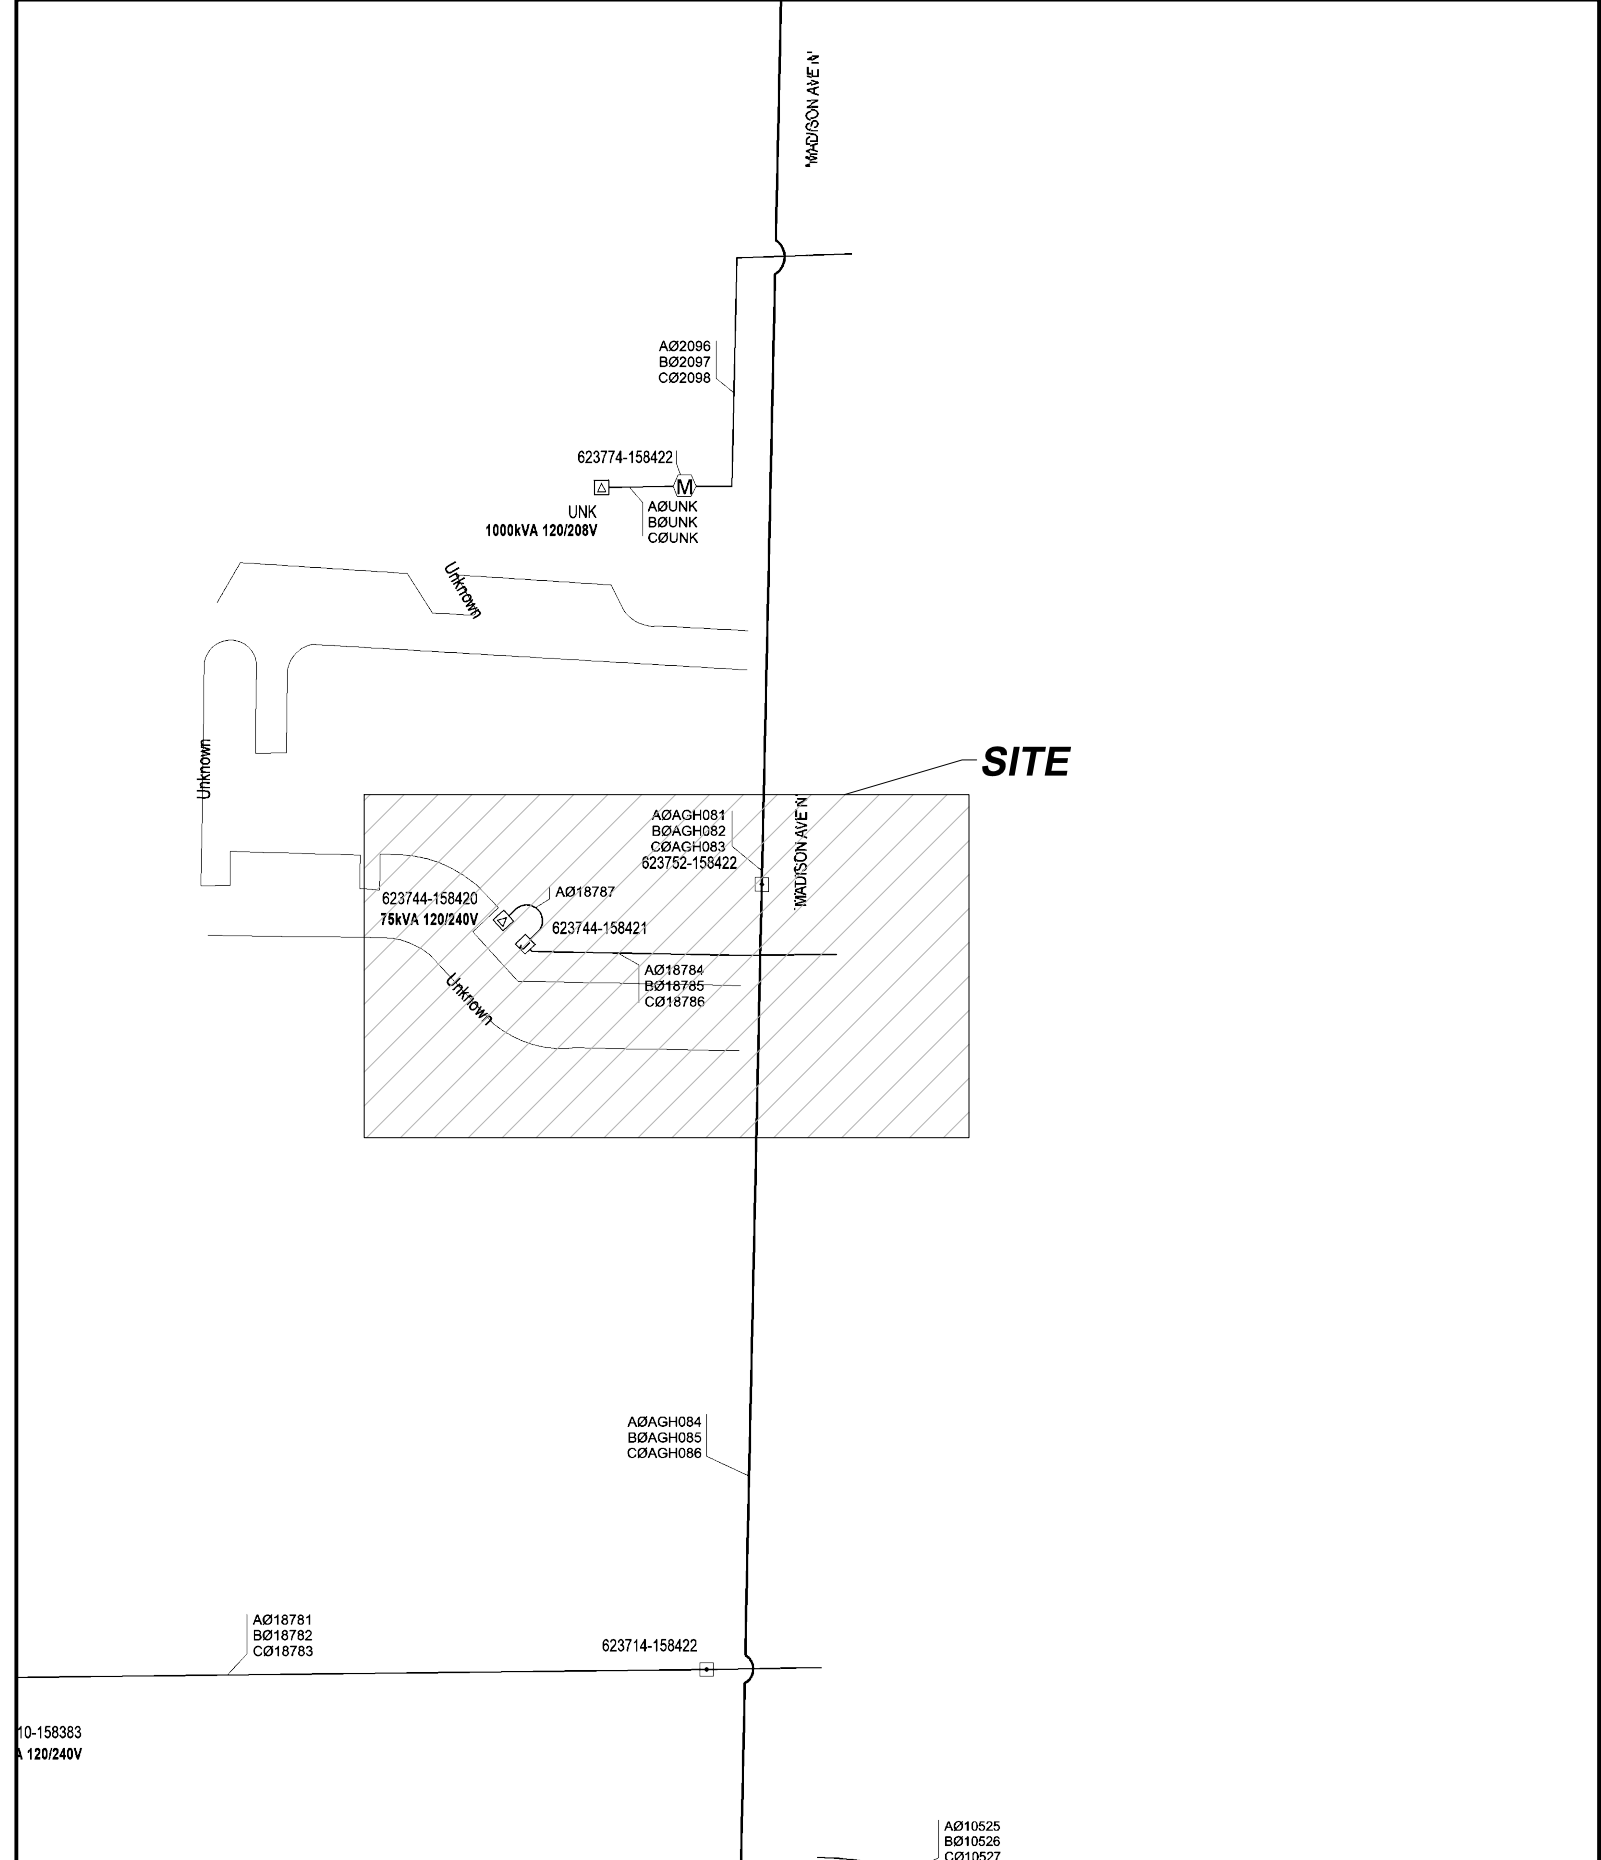 'MADISON AVE N'
AØ2096
BØ2097
CØ2098
623774-158422
M
UNK
1000kVA 120/208V
AØUNK
BØUNK
CØUNK
Unknown
Unknown
SITE
AØAGH081
BØAGH082
CØAGH083
623752-158422
'MADISON AVE N'
623744-158420
75kVA 120/240V
AØ18787
623744-158421
J
AØ18784
BØ18785
CØ18786
Unknown
AØAGH084
BØAGH085
CØAGH086
AØ18781
BØ18782
CØ18783
623714-158422
10-158383
A 120/240V
AØ10525
BØ10526
CØ10527